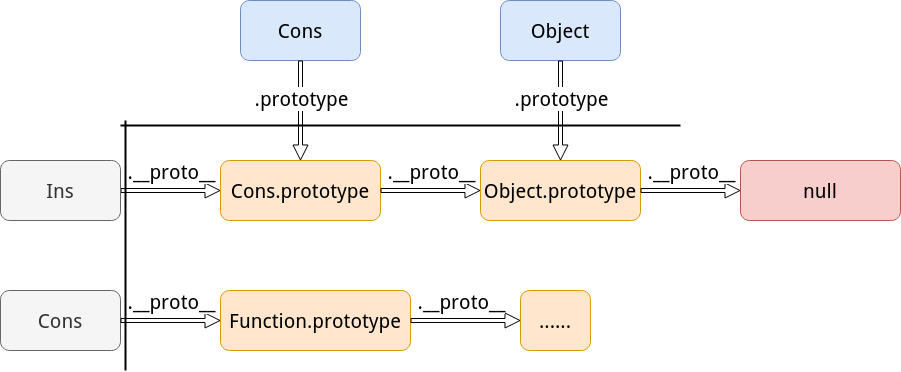 Cons
Object
.prototype
.prototype
.__proto__
.__proto__
.__proto__
Ins
Cons.prototype
Object.prototype
null
.__proto__
.__proto__
Cons
Function.prototype
......